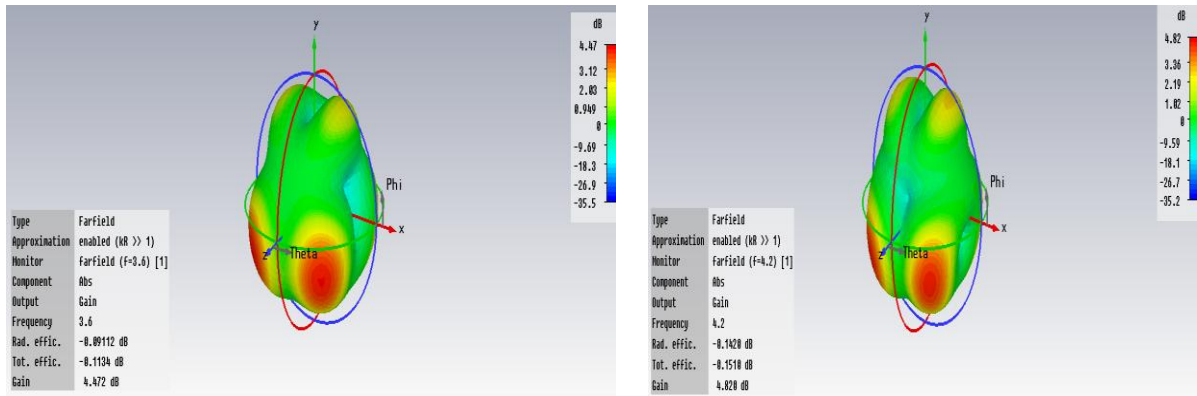 y
dB
4.47
3.12
2.03
0.949
0
-9.69
-18.3
-26.9
-35.5
Phi
x
z
Theta
Type Farfield
Approximation enabled (kR >> 1)
Monitor Farfield (f=3.6) [1]
Component Abs
Output Gain
Frequency 3.6
Rad. effic. -0.09112 dB
Tot. effic. -0.1134 dB
Gain 4.472 dB
y
dB
4.82
3.36
2.19
1.02
0
-9.59
-18.1
-26.7
-35.2
Phi
x
z
Theta
Type Farfield
Approximation enabled (kR >> 1)
Monitor Farfield (f=4.2) [1]
Component Abs
Output Gain
Frequency 4.2
Rad. effic. -0.1420 dB
Tot. effic. -0.1510 dB
Gain 4.820 dB